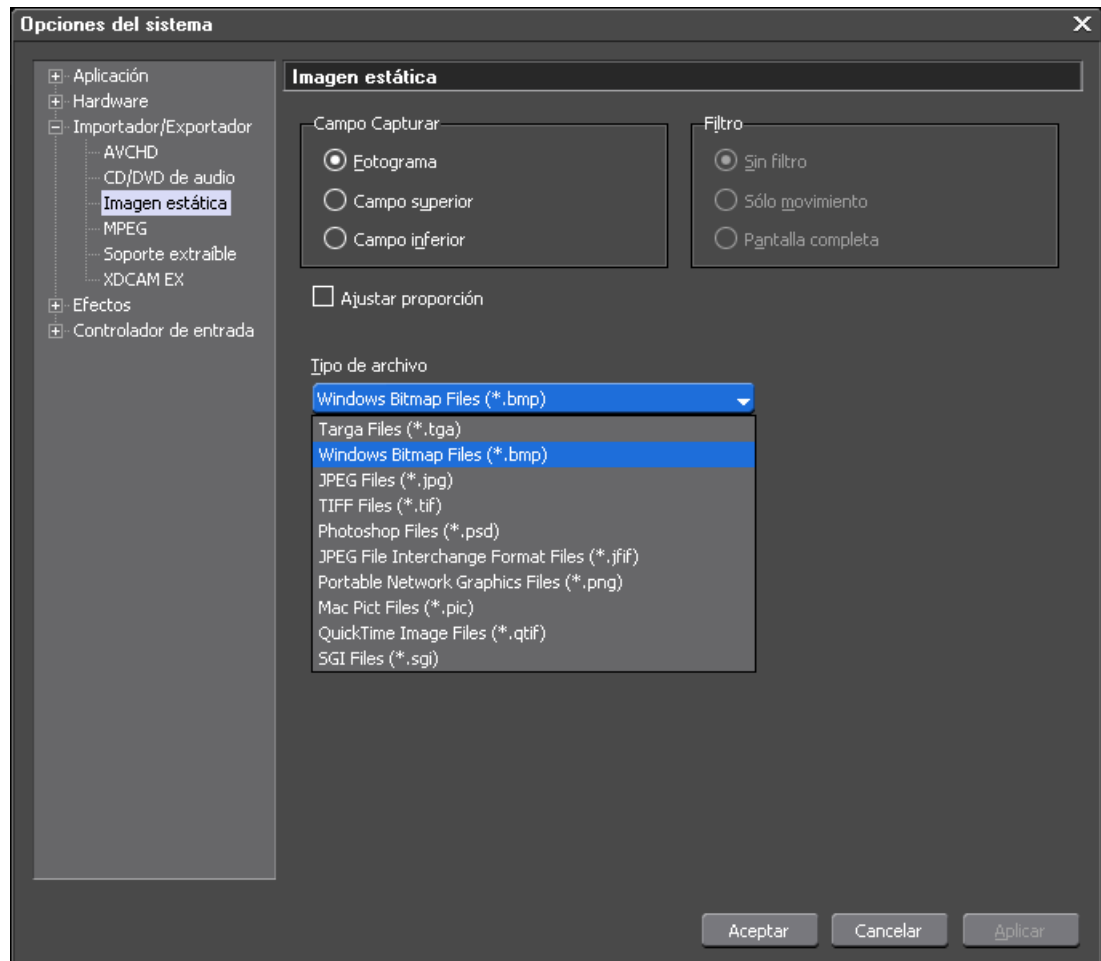 Opciones del sistema
Aplicación
Hardware
Importador/Exportador
AVCHD
CD/DVD de audio
Imagen estática
MPEG
Soporte extraíble
XDCAM EX
Efectos
Controlador de entrada
Imagen estática
Campo Capturar
Fotograma
Campo superior
Campo inferior
Filtro
Sin filtro
Sólo movimiento
Pantalla completa
Ajustar proporción
Tipo de archivo
Windows Bitmap Files (*.bmp)
Targa Files (*.tga)
Windows Bitmap Files (*.bmp)
JPEG Files (*.jpg)
TIFF Files (*.tif)
Photoshop Files (*.psd)
JPEG File Interchange Format Files (*.jfif)
Portable Network Graphics Files (*.png)
Mac Pict Files (*.pic)
QuickTime Image Files (*.qtif)
SGI Files (*.sgi)
Aceptar
Cancelar
Aplicar